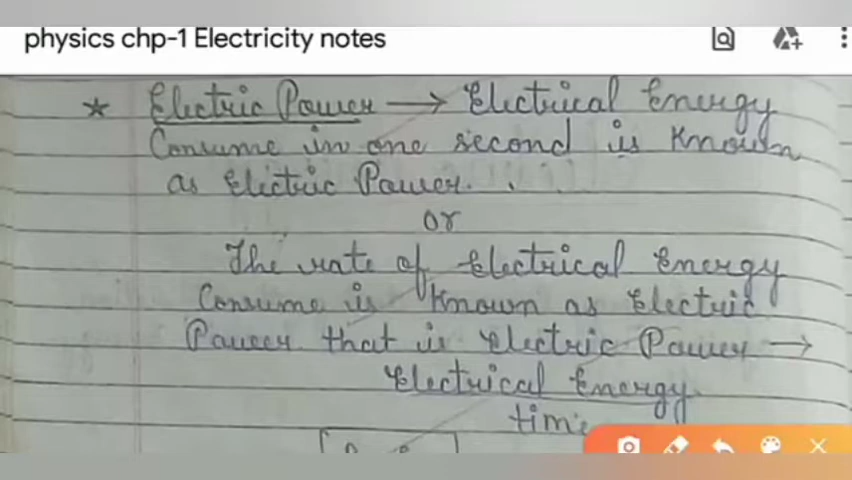 physics chp-1 Electricity notes
★ Electric Power → Electrical Energy
Consume in one second is known
as Electric Power.
or
The rate of Electrical Energy
Consume is known as Electric
Power that is Electric Power →
Electrical Energy
time